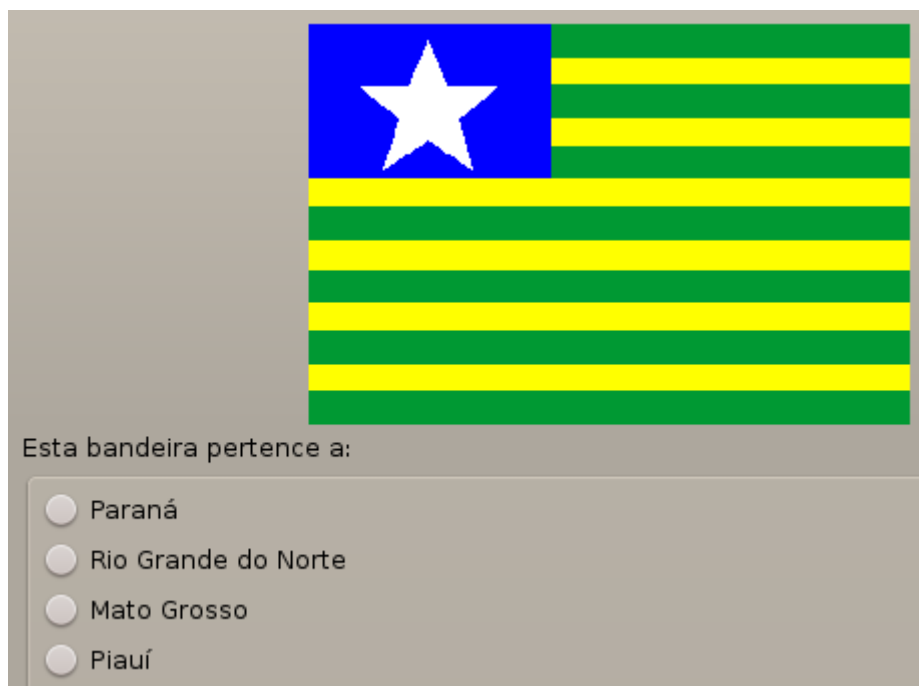 Esta bandeira pertence a:
Paraná
Rio Grande do Norte
Mato Grosso
Piauí